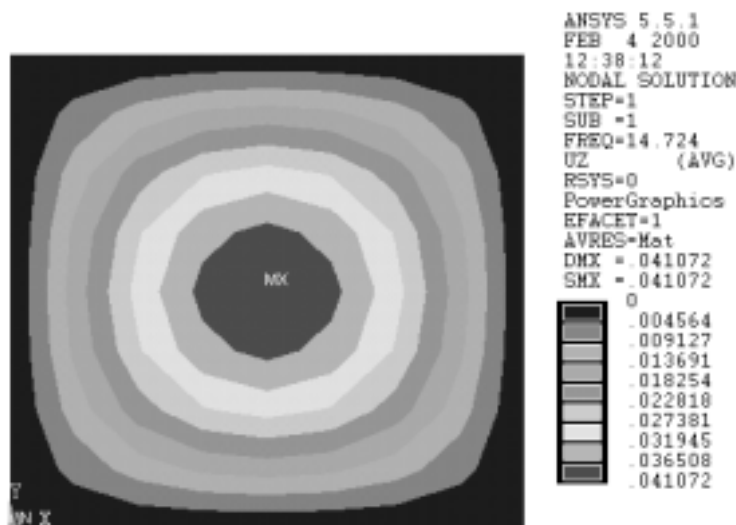 ANSYS 5.5.1
FEB 4 2000
12:38:12
NODAL SOLUTION
STEP=1
SUB =1
FREQ=14.724
UZ (AVG)
RSYS=0
PowerGraphics
EFACET=1
AVRES=Mat
DMX =.041072
SMX =.041072
0
.004564
.009127
.013691
.018254
.022818
.027381
.031945
.036508
.041072
MX
Y
MN X